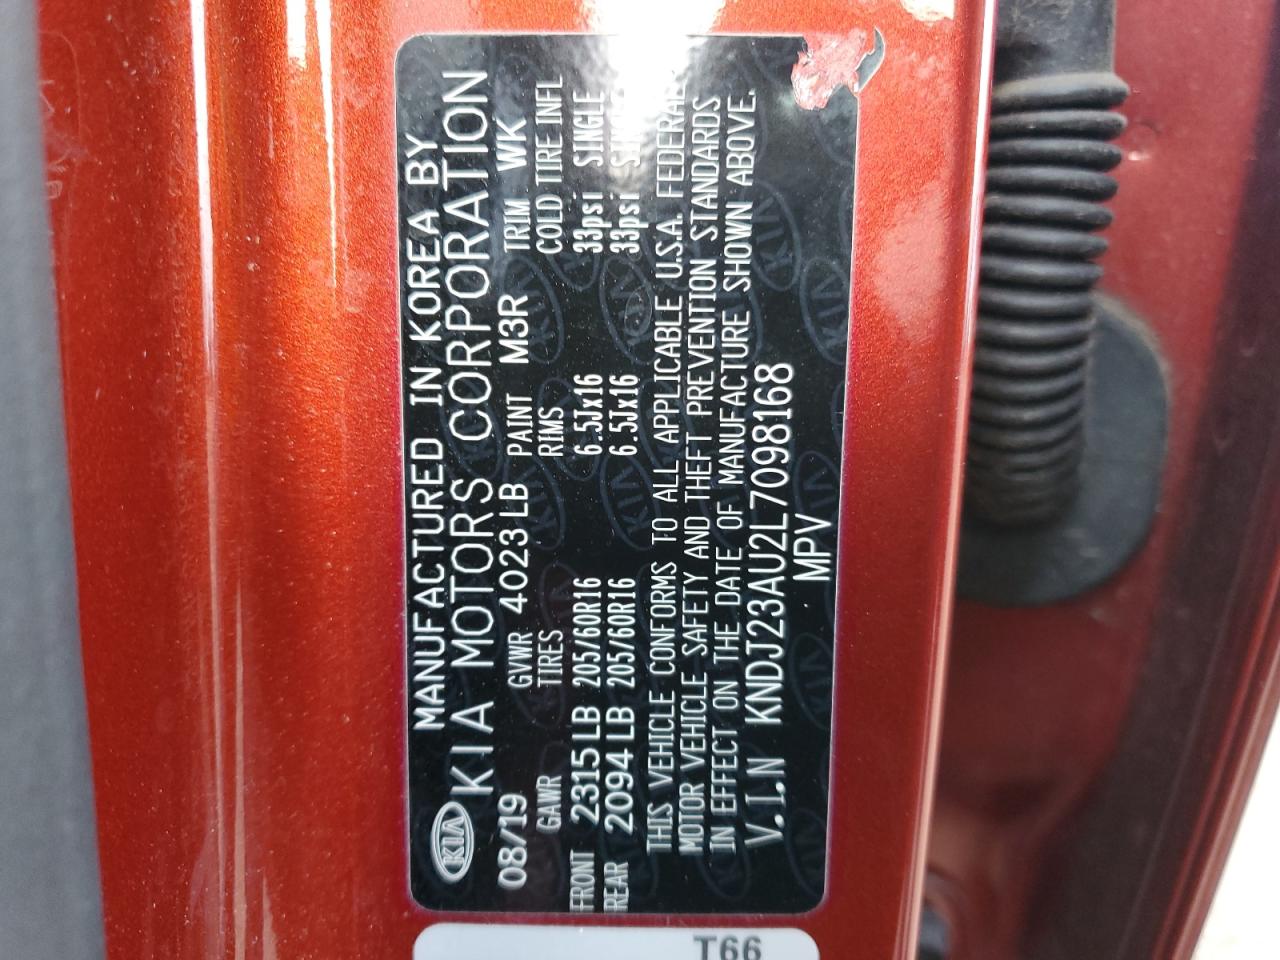 MANUFACTURED IN KOREA BY
KIA KIA MOTORS CORPORATION
08/19 GVWR 4023 LB PAINT M3R TRIM WK
GAWR TIRES RIMS COLD TIRE INFL
FRONT 2315 LB 205/60R16 6.5Jx16 33psi SINGLE
REAR 2094 LB 205/60R16 6.5Jx16 33psi SINGLE
THIS VEHICLE CONFORMS TO ALL APPLICABLE U.S.A. FEDERAL
MOTOR VEHICLE SAFETY AND THEFT PREVENTION STANDARDS
IN EFFECT ON THE DATE OF MANUFACTURE SHOWN ABOVE.
V.I.N KNDJ23AU2L7098168
MPV
T66